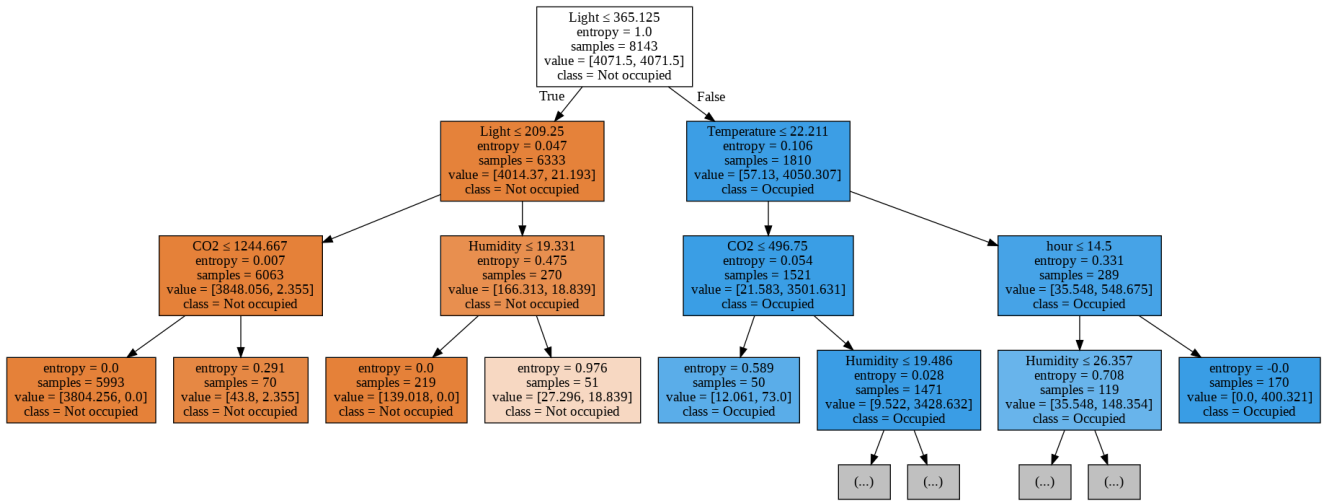 Light ≤ 365.125
entropy = 1.0
samples = 8143
value = [4071.5, 4071.5]
class = Not occupied
True
False
Light ≤ 209.25
entropy = 0.047
samples = 6333
value = [4014.37, 21.193]
class = Not occupied
Temperature ≤ 22.211
entropy = 0.106
samples = 1810
value = [57.13, 4050.307]
class = Occupied
CO2 ≤ 1244.667
entropy = 0.007
samples = 6063
value = [3848.056, 2.355]
class = Not occupied
Humidity ≤ 19.331
entropy = 0.475
samples = 270
value = [166.313, 18.839]
class = Not occupied
CO2 ≤ 496.75
entropy = 0.054
samples = 1521
value = [21.583, 3501.631]
class = Occupied
hour ≤ 14.5
entropy = 0.331
samples = 289
value = [35.548, 548.675]
class = Occupied
entropy = 0.0
samples = 5993
value = [3804.256, 0.0]
class = Not occupied
entropy = 0.291
samples = 70
value = [43.8, 2.355]
class = Not occupied
entropy = 0.0
samples = 219
value = [139.018, 0.0]
class = Not occupied
entropy = 0.976
samples = 51
value = [27.296, 18.839]
class = Not occupied
entropy = 0.589
samples = 50
value = [12.061, 73.0]
class = Occupied
Humidity ≤ 19.486
entropy = 0.028
samples = 1471
value = [9.522, 3428.632]
class = Occupied
Humidity ≤ 26.357
entropy = 0.708
samples = 119
value = [35.548, 148.354]
class = Occupied
entropy = -0.0
samples = 170
value = [0.0, 400.321]
class = Occupied
(...)
(...)
(...)
(...)